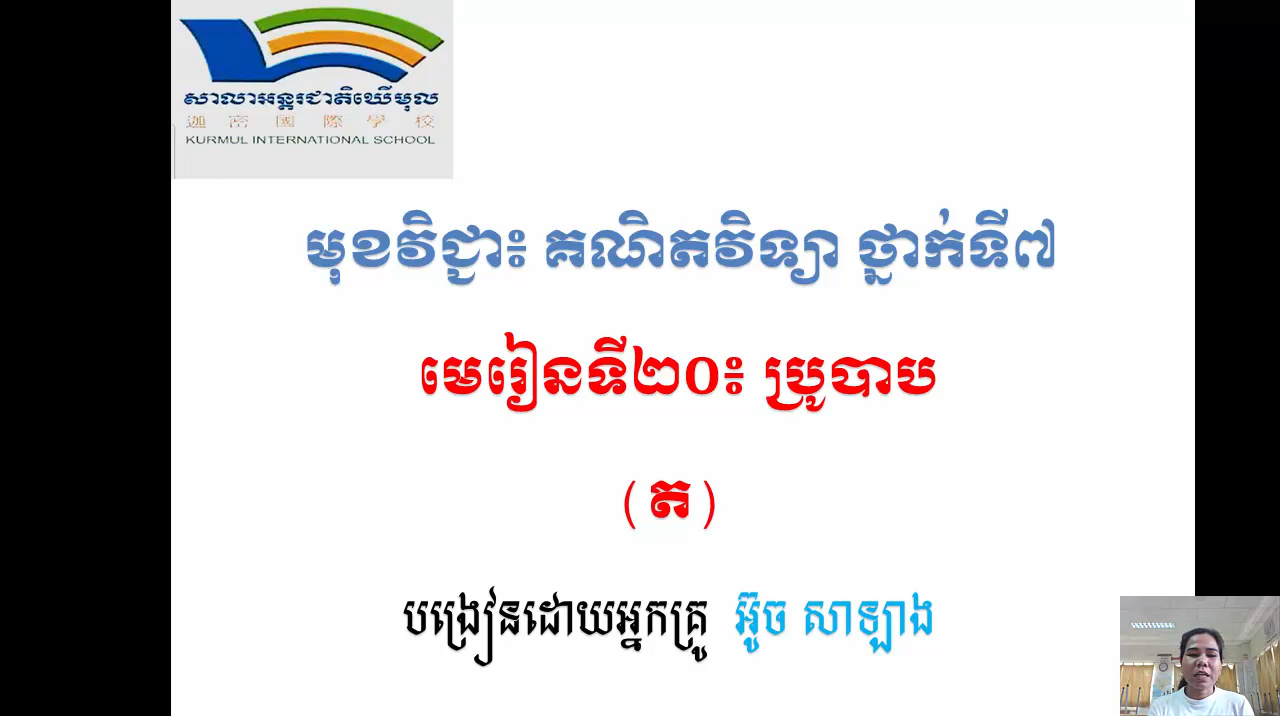 សាលាអន្តរជាតិឃើមុល
迦密國際學校
KURMUL INTERNATIONAL SCHOOL
មុខវិជ្ជា៖ គណិតវិទ្យា ថ្នាក់ទី៧
មេរៀនទី២០៖ ប្រូបាប
(ត)
បង្រៀនដោយអ្នកគ្រូ អ៊ូច សាឡាង